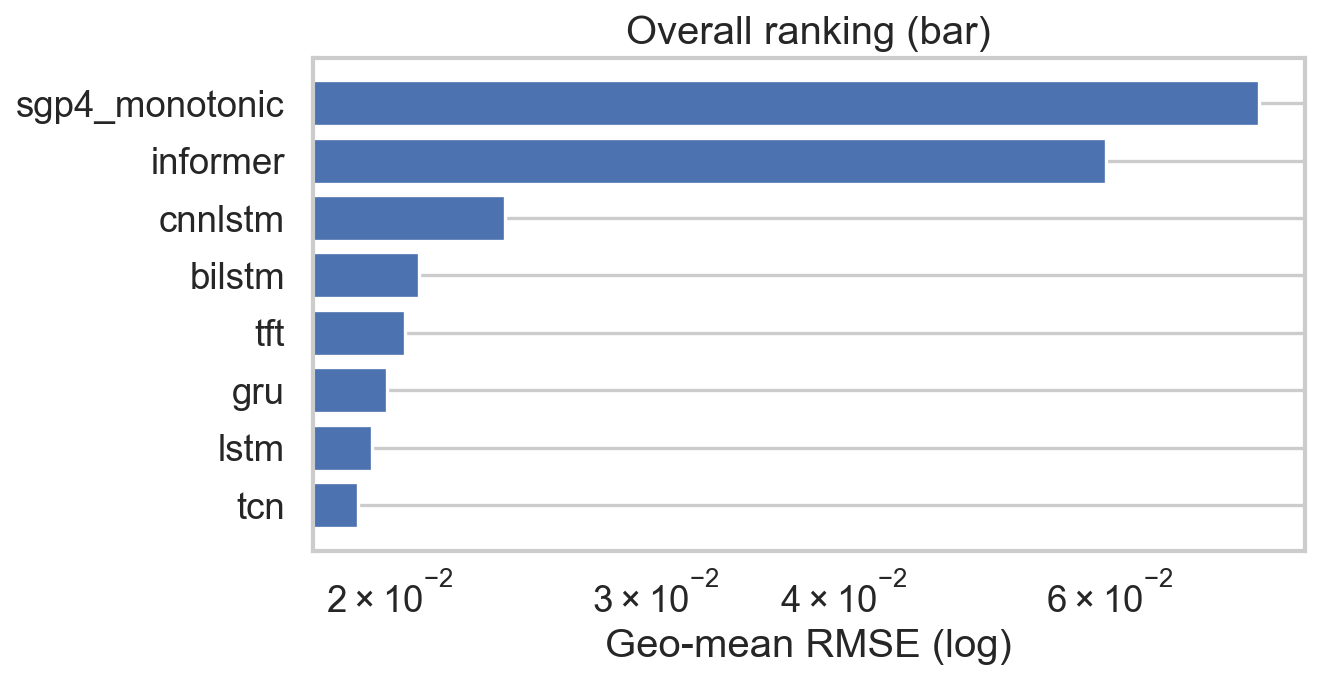 Overall ranking (bar)
sgp4_monotonic
informer
cnnlstm
bilstm
tft
gru
lstm
tcn
2 × 10⁻² 3 × 10⁻² 4 × 10⁻² 6 × 10⁻²
Geo-mean RMSE (log)